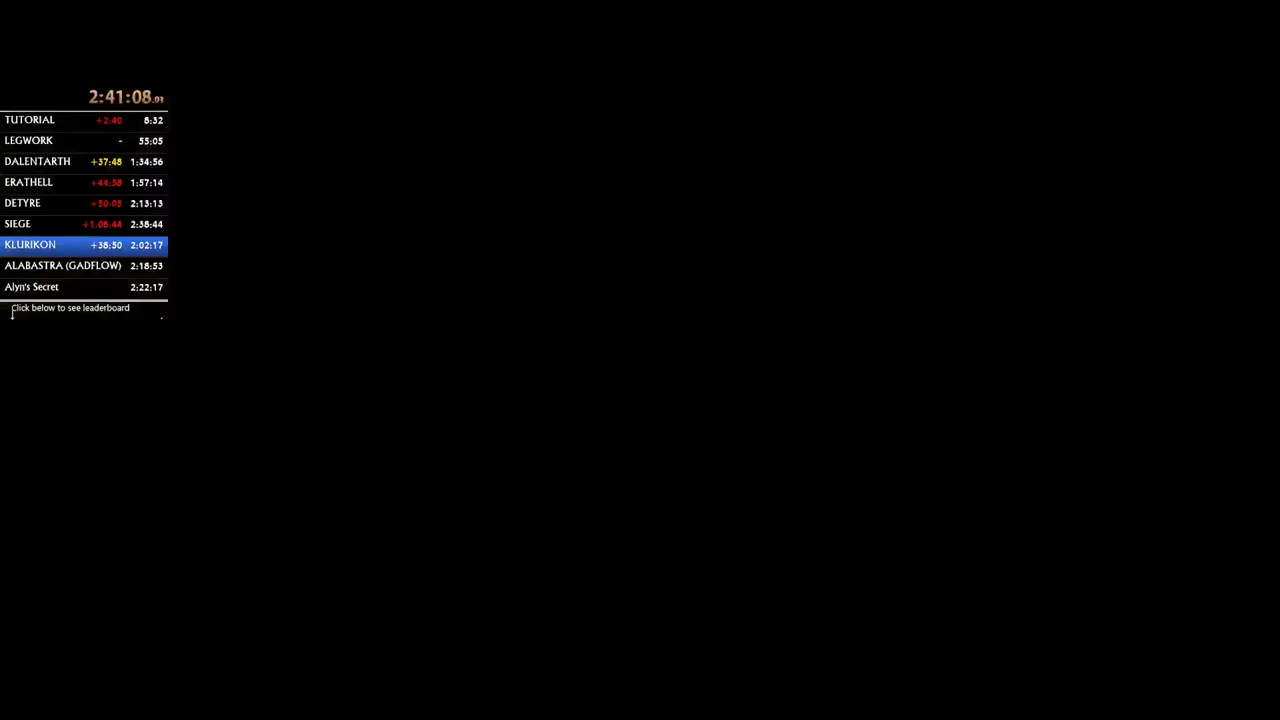 2:41:08.03
TUTORIAL +2:40 8:32
LEGWORK - 55:05
DALENTARTH +37:48 1:34:56
ERATHELL +44:58 1:57:14
DETYRE +50:05 2:13:13
SIEGE +1:08:44 2:38:44
KLURIKON +38:50 2:02:17
ALABASTRA (GADFLOW) 2:18:53
Alyn's Secret 2:22:17
Click below to see leaderboard